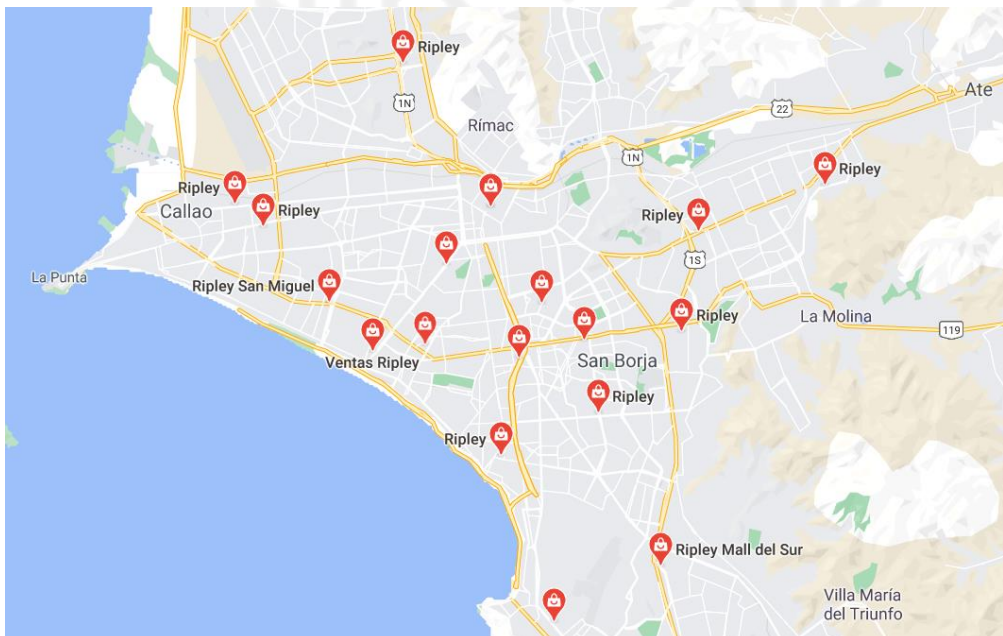 Ripley
Ate
22
1N
Rímac
1N
Ripley
Ripley
Callao
Ripley
Ripley
1S
La Punta
Ripley San Miguel
Ripley
La Molina
119
Ventas Ripley
San Borja
Ripley
Ripley
Ripley Mall del Sur
Villa María
del Triunfo